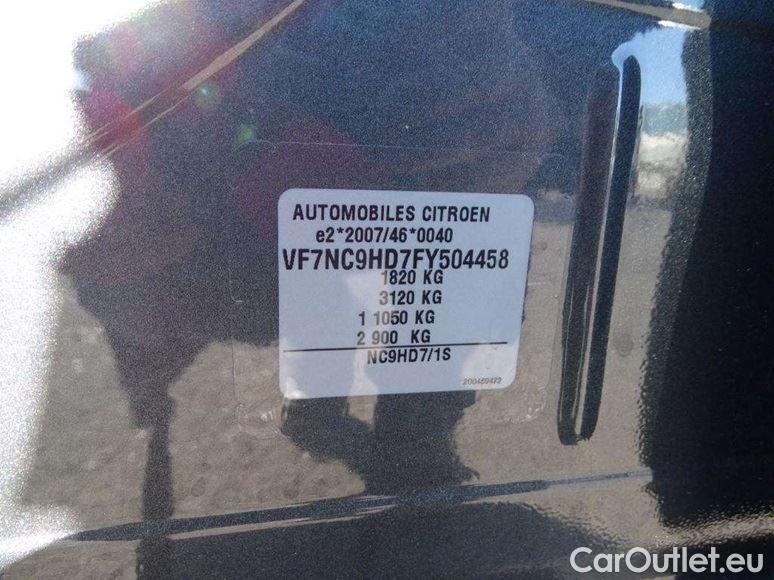 AUTOMOBILES CITROEN
e2*2007/46*0040
VF7NC9HD7FY504458
1820 KG
3120 KG
1 1050 KG
2 900 KG
NC9HD7/1S
200469472
CarOutlet.eu